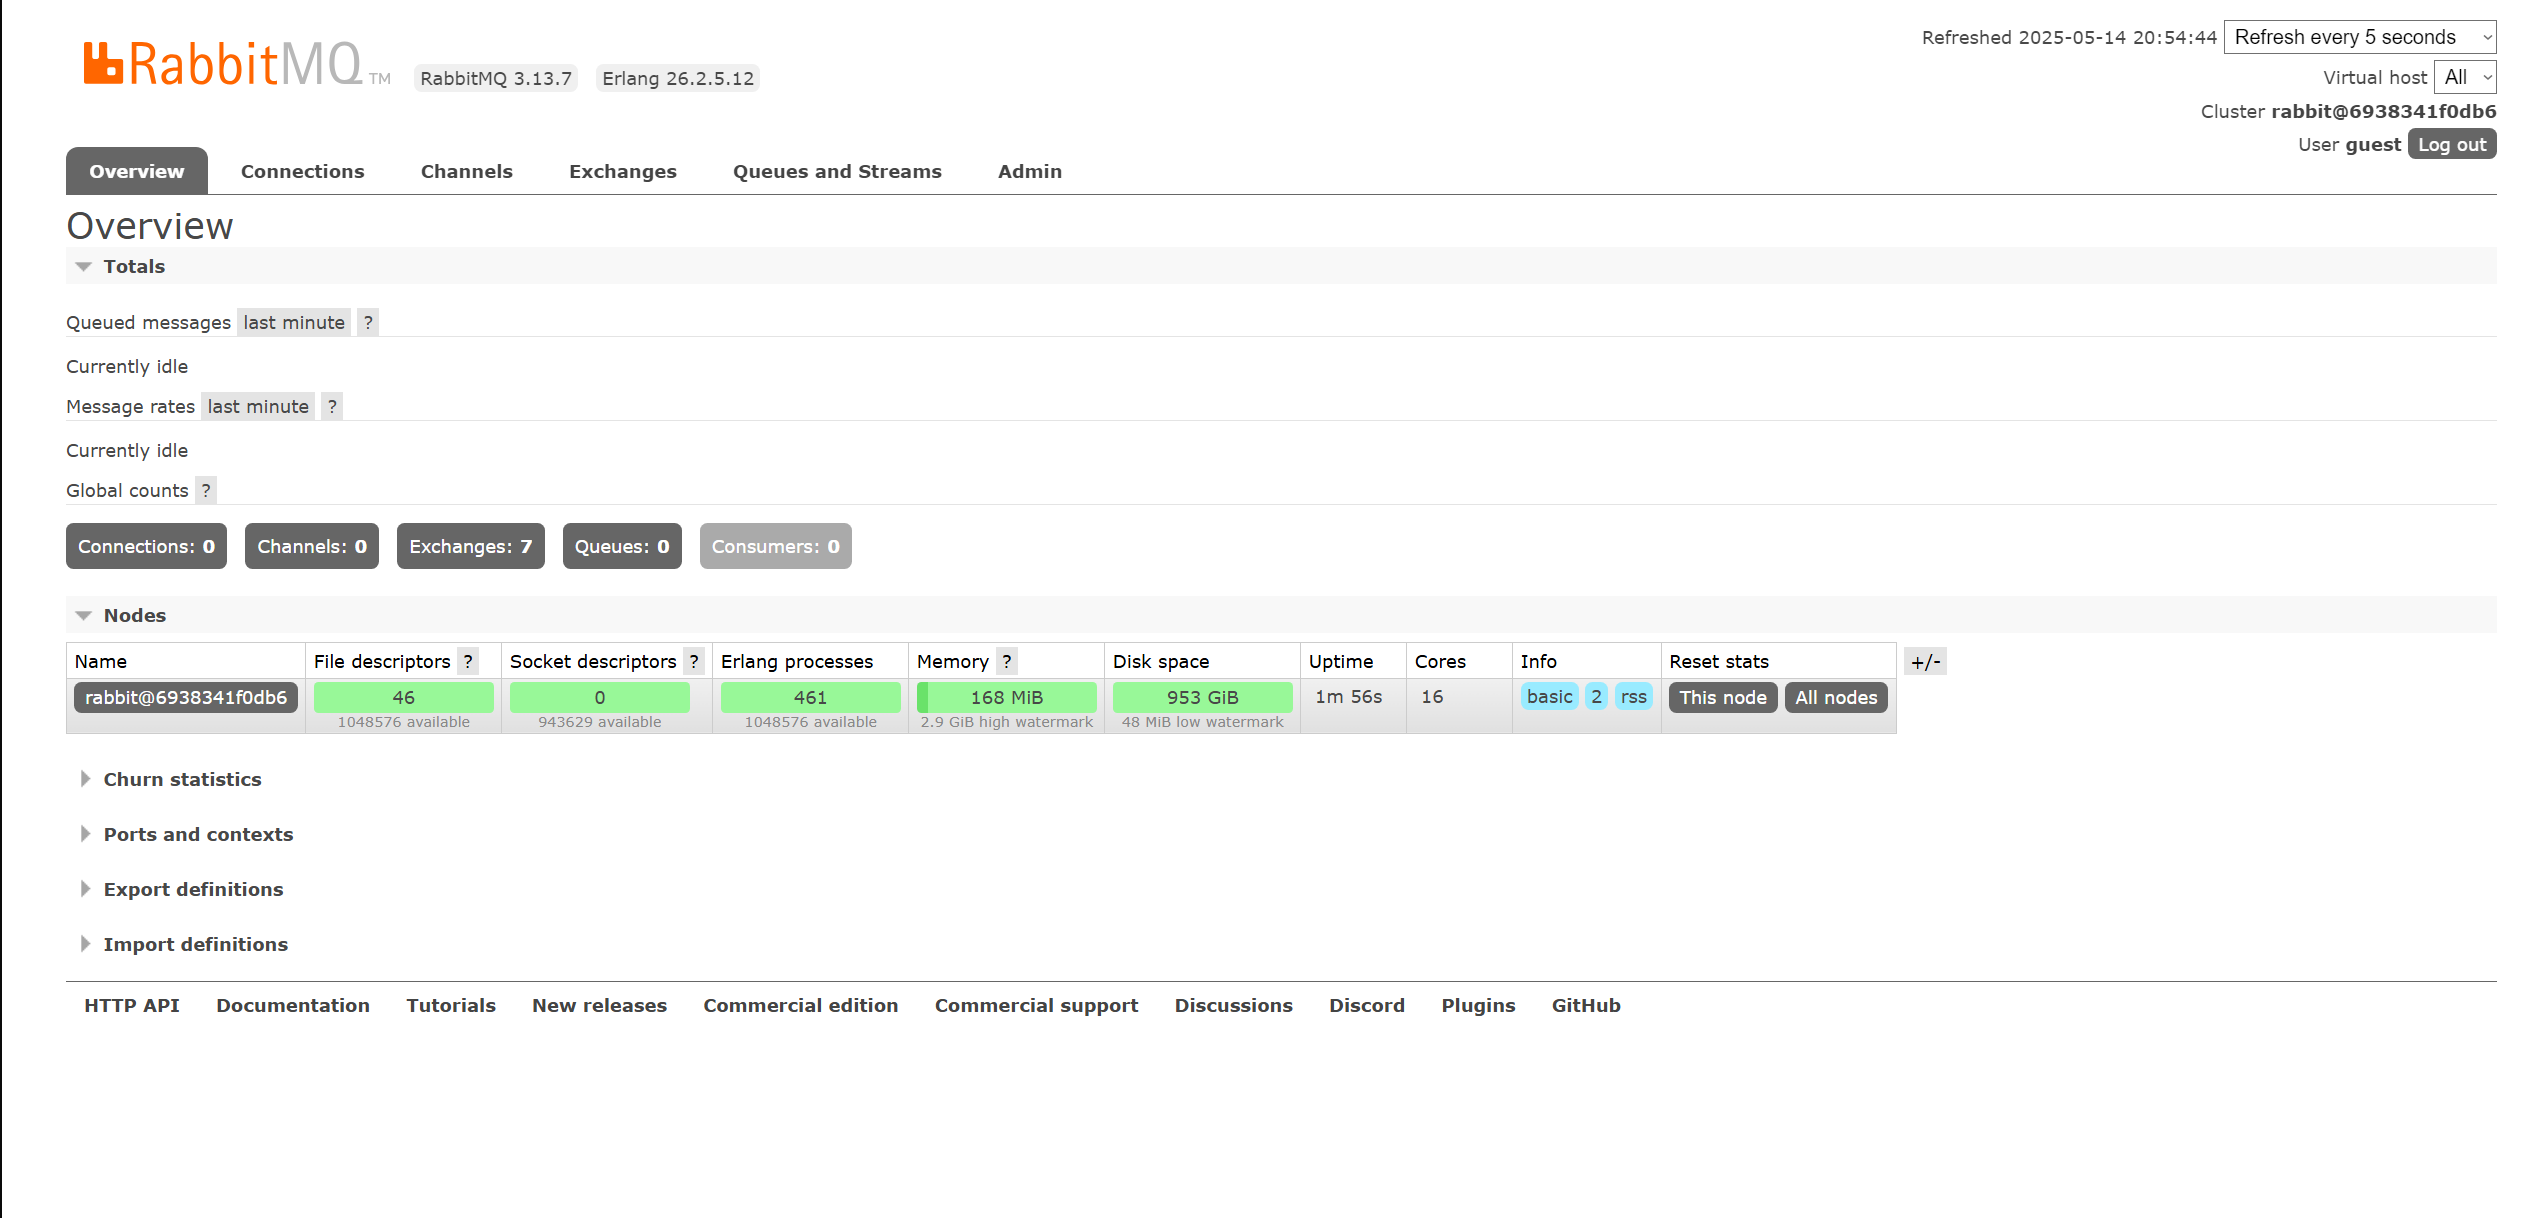 RabbitMQ TM
RabbitMQ 3.13.7 Erlang 26.2.5.12
Refreshed 2025-05-14 20:54:44 Refresh every 5 seconds
Virtual host All
Cluster rabbit@6938341f0db6
User guest Log out
Overview Connections Channels Exchanges Queues and Streams Admin
Overview
Totals
Queued messages last minute ?
Currently idle
Message rates last minute ?
Currently idle
Global counts ?
Connections: 0 Channels: 0 Exchanges: 7 Queues: 0 Consumers: 0
Nodes
Name File descriptors ? Socket descriptors ? Erlang processes Memory ? Disk space Uptime Cores Info Reset stats +/-
rabbit@6938341f0db6 46 0 461 168 MiB 953 GiB 1m 56s 16 basic 2 rss This node All nodes
1048576 available 943629 available 1048576 available 2.9 GiB high watermark 48 MiB low watermark
Churn statistics
Ports and contexts
Export definitions
Import definitions
HTTP API Documentation Tutorials New releases Commercial edition Commercial support Discussions Discord Plugins GitHub